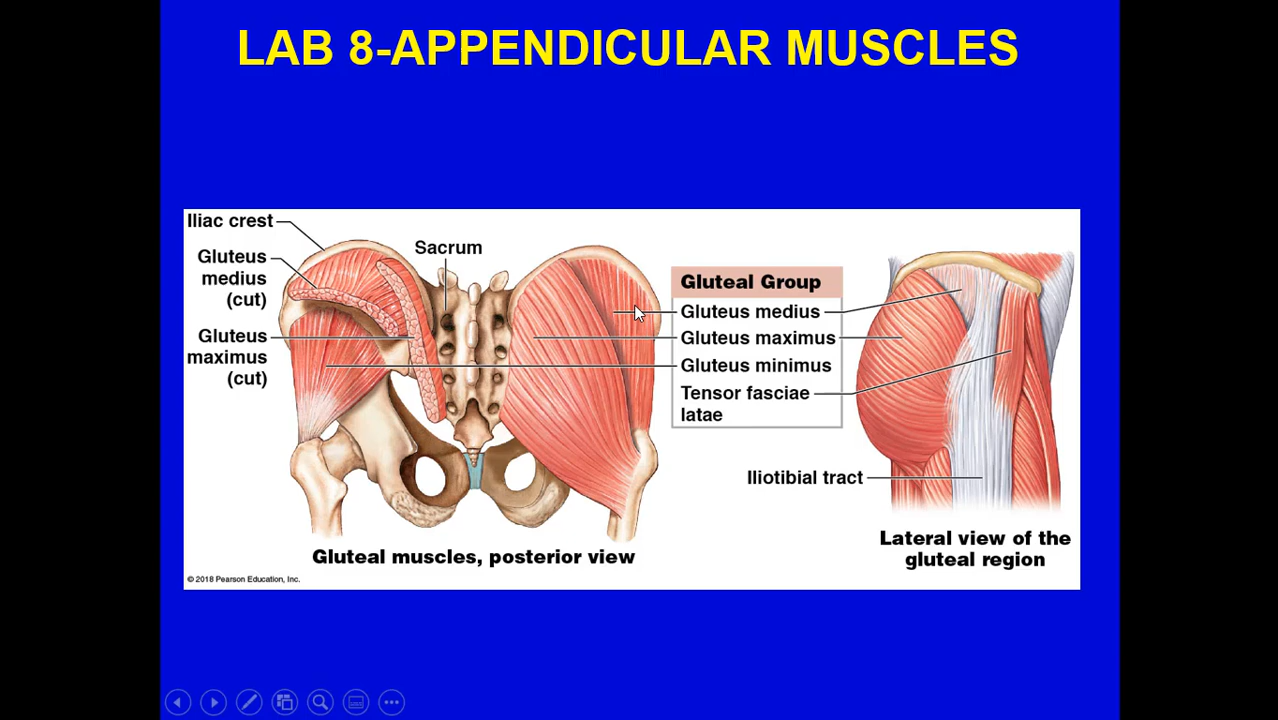 LAB 8-APPENDICULAR MUSCLES
Iliac crest
Gluteus
medius
(cut)
Gluteus
maximus
(cut)
Sacrum
Gluteal Group
Gluteus medius
Gluteus maximus
Gluteus minimus
Tensor fasciae
latae
Iliotibial tract
Gluteal muscles, posterior view
Lateral view of the
gluteal region
© 2018 Pearson Education, Inc.